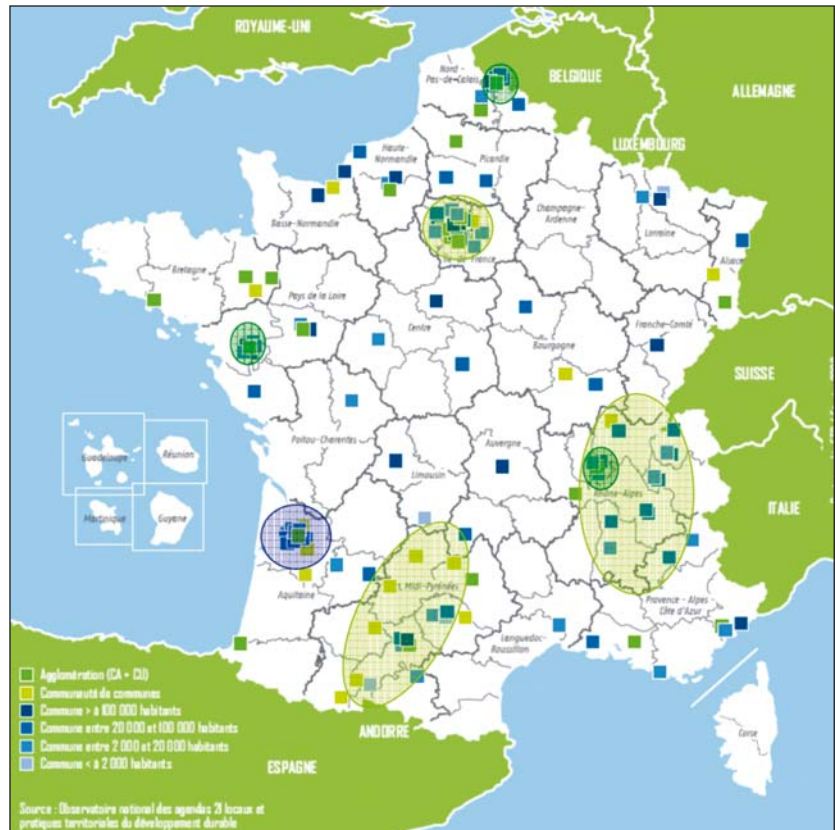 ROYAUME-UNI
BELGIQUE
Nord -
Pas-de-Calais
ALLEMAGNE
LUXEMBOURG
Haute-
Normandie
Picardie
Basse-Normandie
Champagne-
Ardenne
Lorraine
Alsace
Bretagne
Pays de la Loire
Centre
Bourgogne
Franche-Comté
SUISSE
Poitou-Charentes
Limousin
Auvergne
Rhône-Alpes
ITALIE
Guadeloupe
Réunion
Martinique
Guyane
Aquitaine
Midi-Pyrénées
Languedoc-
Roussillon
Provence - Alpes -
Côte d'Azur
Corse
ANDORRE
ESPAGNE
Agglomération (CA + CU)
Communauté de communes
Commune > à 100 000 habitants
Commune entre 20 000 et 100 000 habitants
Commune entre 2 000 et 20 000 habitants
Commune < à 2 000 habitants
Source : Observatoire national des agendas 21 locaux et
pratiques territoriales du développement durable